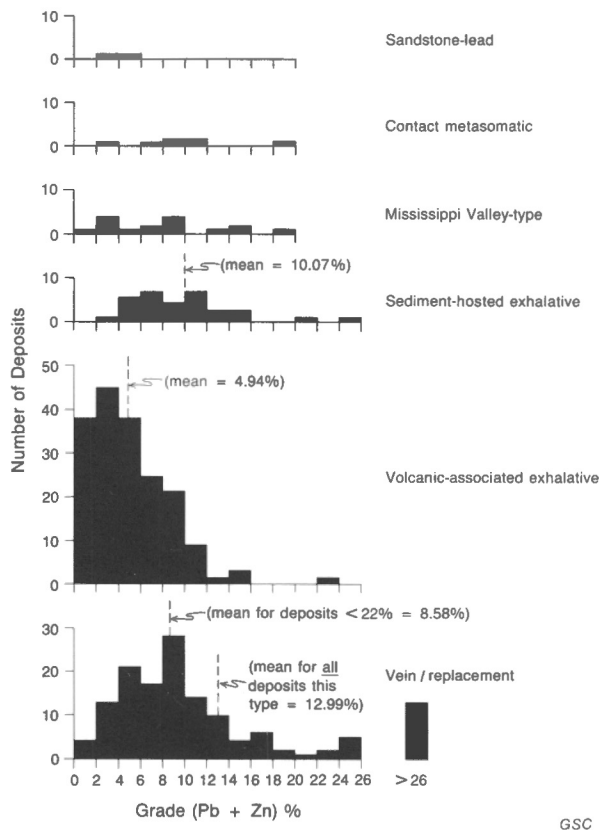 10
0
Sandstone-lead
10
0
Contact metasomatic
10
0
Mississippi Valley-type
(mean = 10.07%)
10
0
Sediment-hosted exhalative
50
40
30
20
10
0
(mean = 4.94%)
Volcanic-associated exhalative
Number of Deposits
(mean for deposits <22% = 8.58%)
30
20
10
0
(mean for all
deposits this
type = 12.99%)
Vein / replacement
0 2 4 6 8 10 12 14 16 18 20 22 24 26
>26
Grade (Pb + Zn) %
GSC